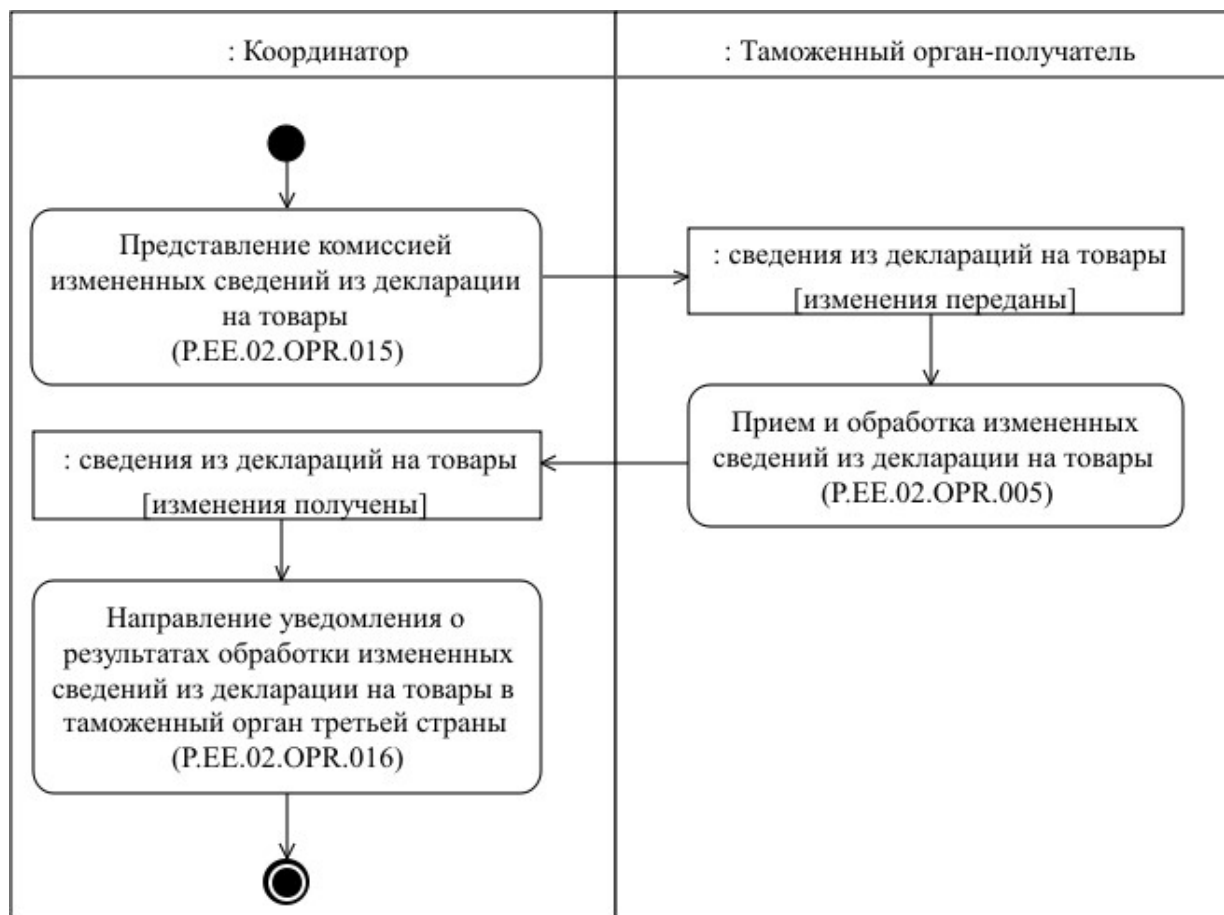 : Координатор
: Таможенный орган-получатель
Представление комиссией
измененных сведений из декларации
на товары
(P.EE.02.OPR.015)
: сведения из деклараций на товары
[изменения переданы]
Прием и обработка измененных
сведений из декларации на товары
(P.EE.02.OPR.005)
: сведения из деклараций на товары
[изменения получены]
Направление уведомления о
результатах обработки измененных
сведений из декларации на товары в
таможенный орган третьей страны
(P.EE.02.OPR.016)